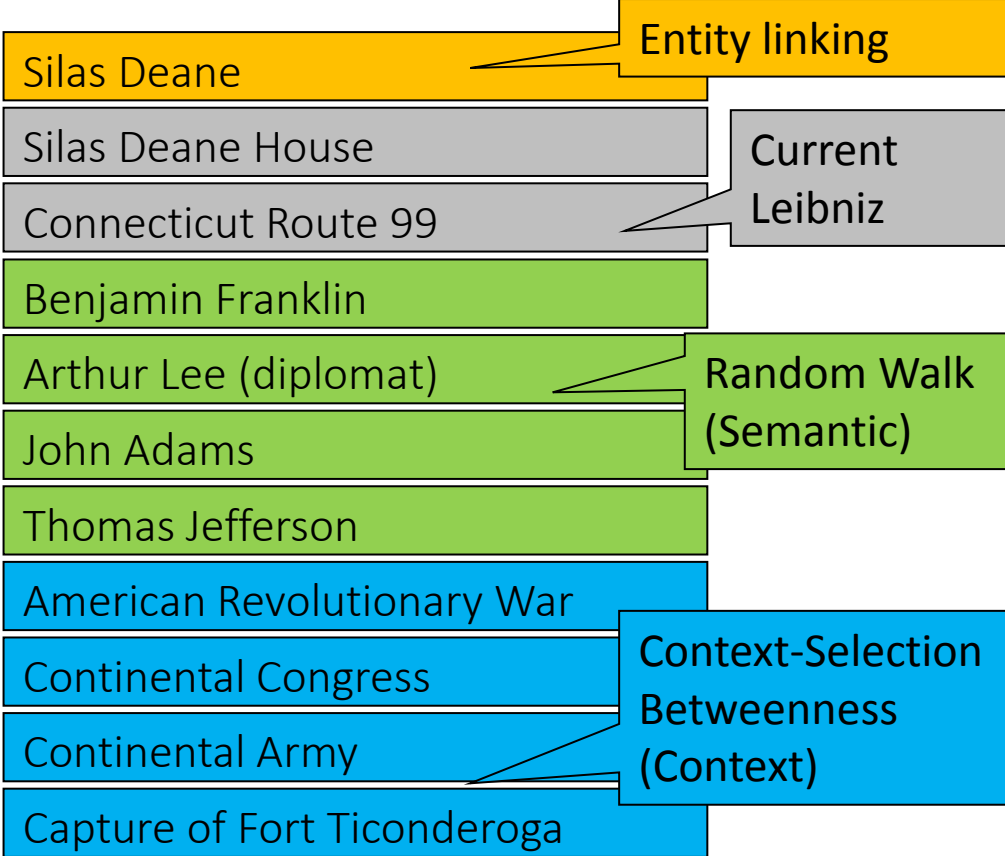 Entity linking
Silas Deane
Silas Deane House
Current
Leibniz
Connecticut Route 99
Benjamin Franklin
Arthur Lee (diplomat)
Random Walk
(Semantic)
John Adams
Thomas Jefferson
American Revolutionary War
Continental Congress
Context-Selection
Betweenness
(Context)
Continental Army
Capture of Fort Ticonderoga